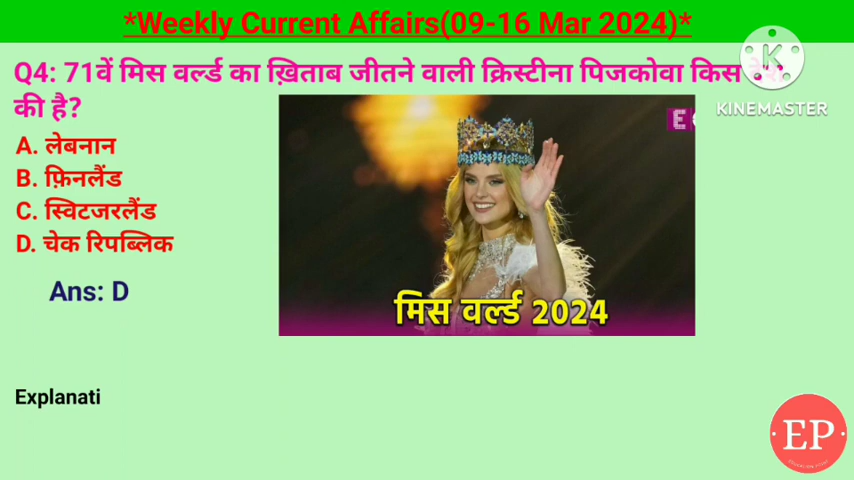 *Weekly Current Affairs(09-16 Mar 2024)*
Q4: 71वें मिस वर्ल्ड का ख़िताब जीतने वाली क्रिस्टीना पिजकोवा किस
की है?
KINEMASTER
A. लेबनान
B. फ़िनलैंड
C. स्विटजरलैंड
D. चेक रिपब्लिक
Ans: D
E
मिस वर्ल्ड 2024
Explanati
EP